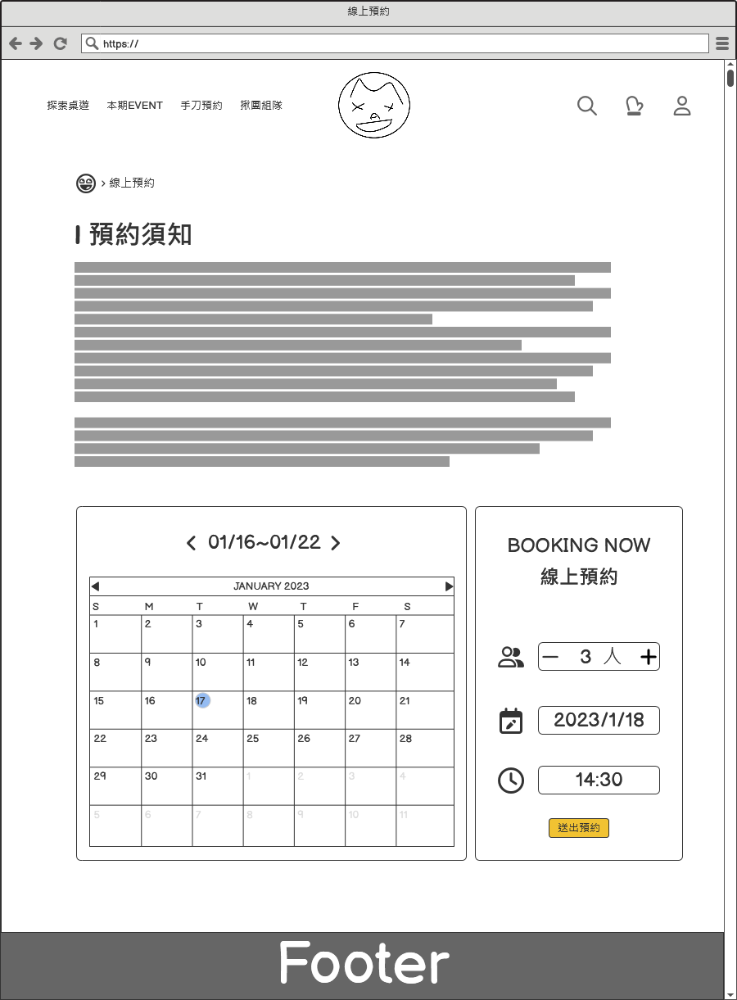 線上預約
https://
探索桌遊 本期EVENT 手刀預約 揪團組隊
› 線上預約
預約須知
01/16~01/22
JANUARY 2023
S M T W T F S
1 2 3 4 5 6 7
8 9 10 11 12 13 14
15 16 17 18 19 20 21
22 23 24 25 26 27 28
29 30 31 1 2 3 4
5 6 7 8 9 10 11
BOOKING NOW
線上預約
3 人
2023/1/18
14:30
送出預約
Footer